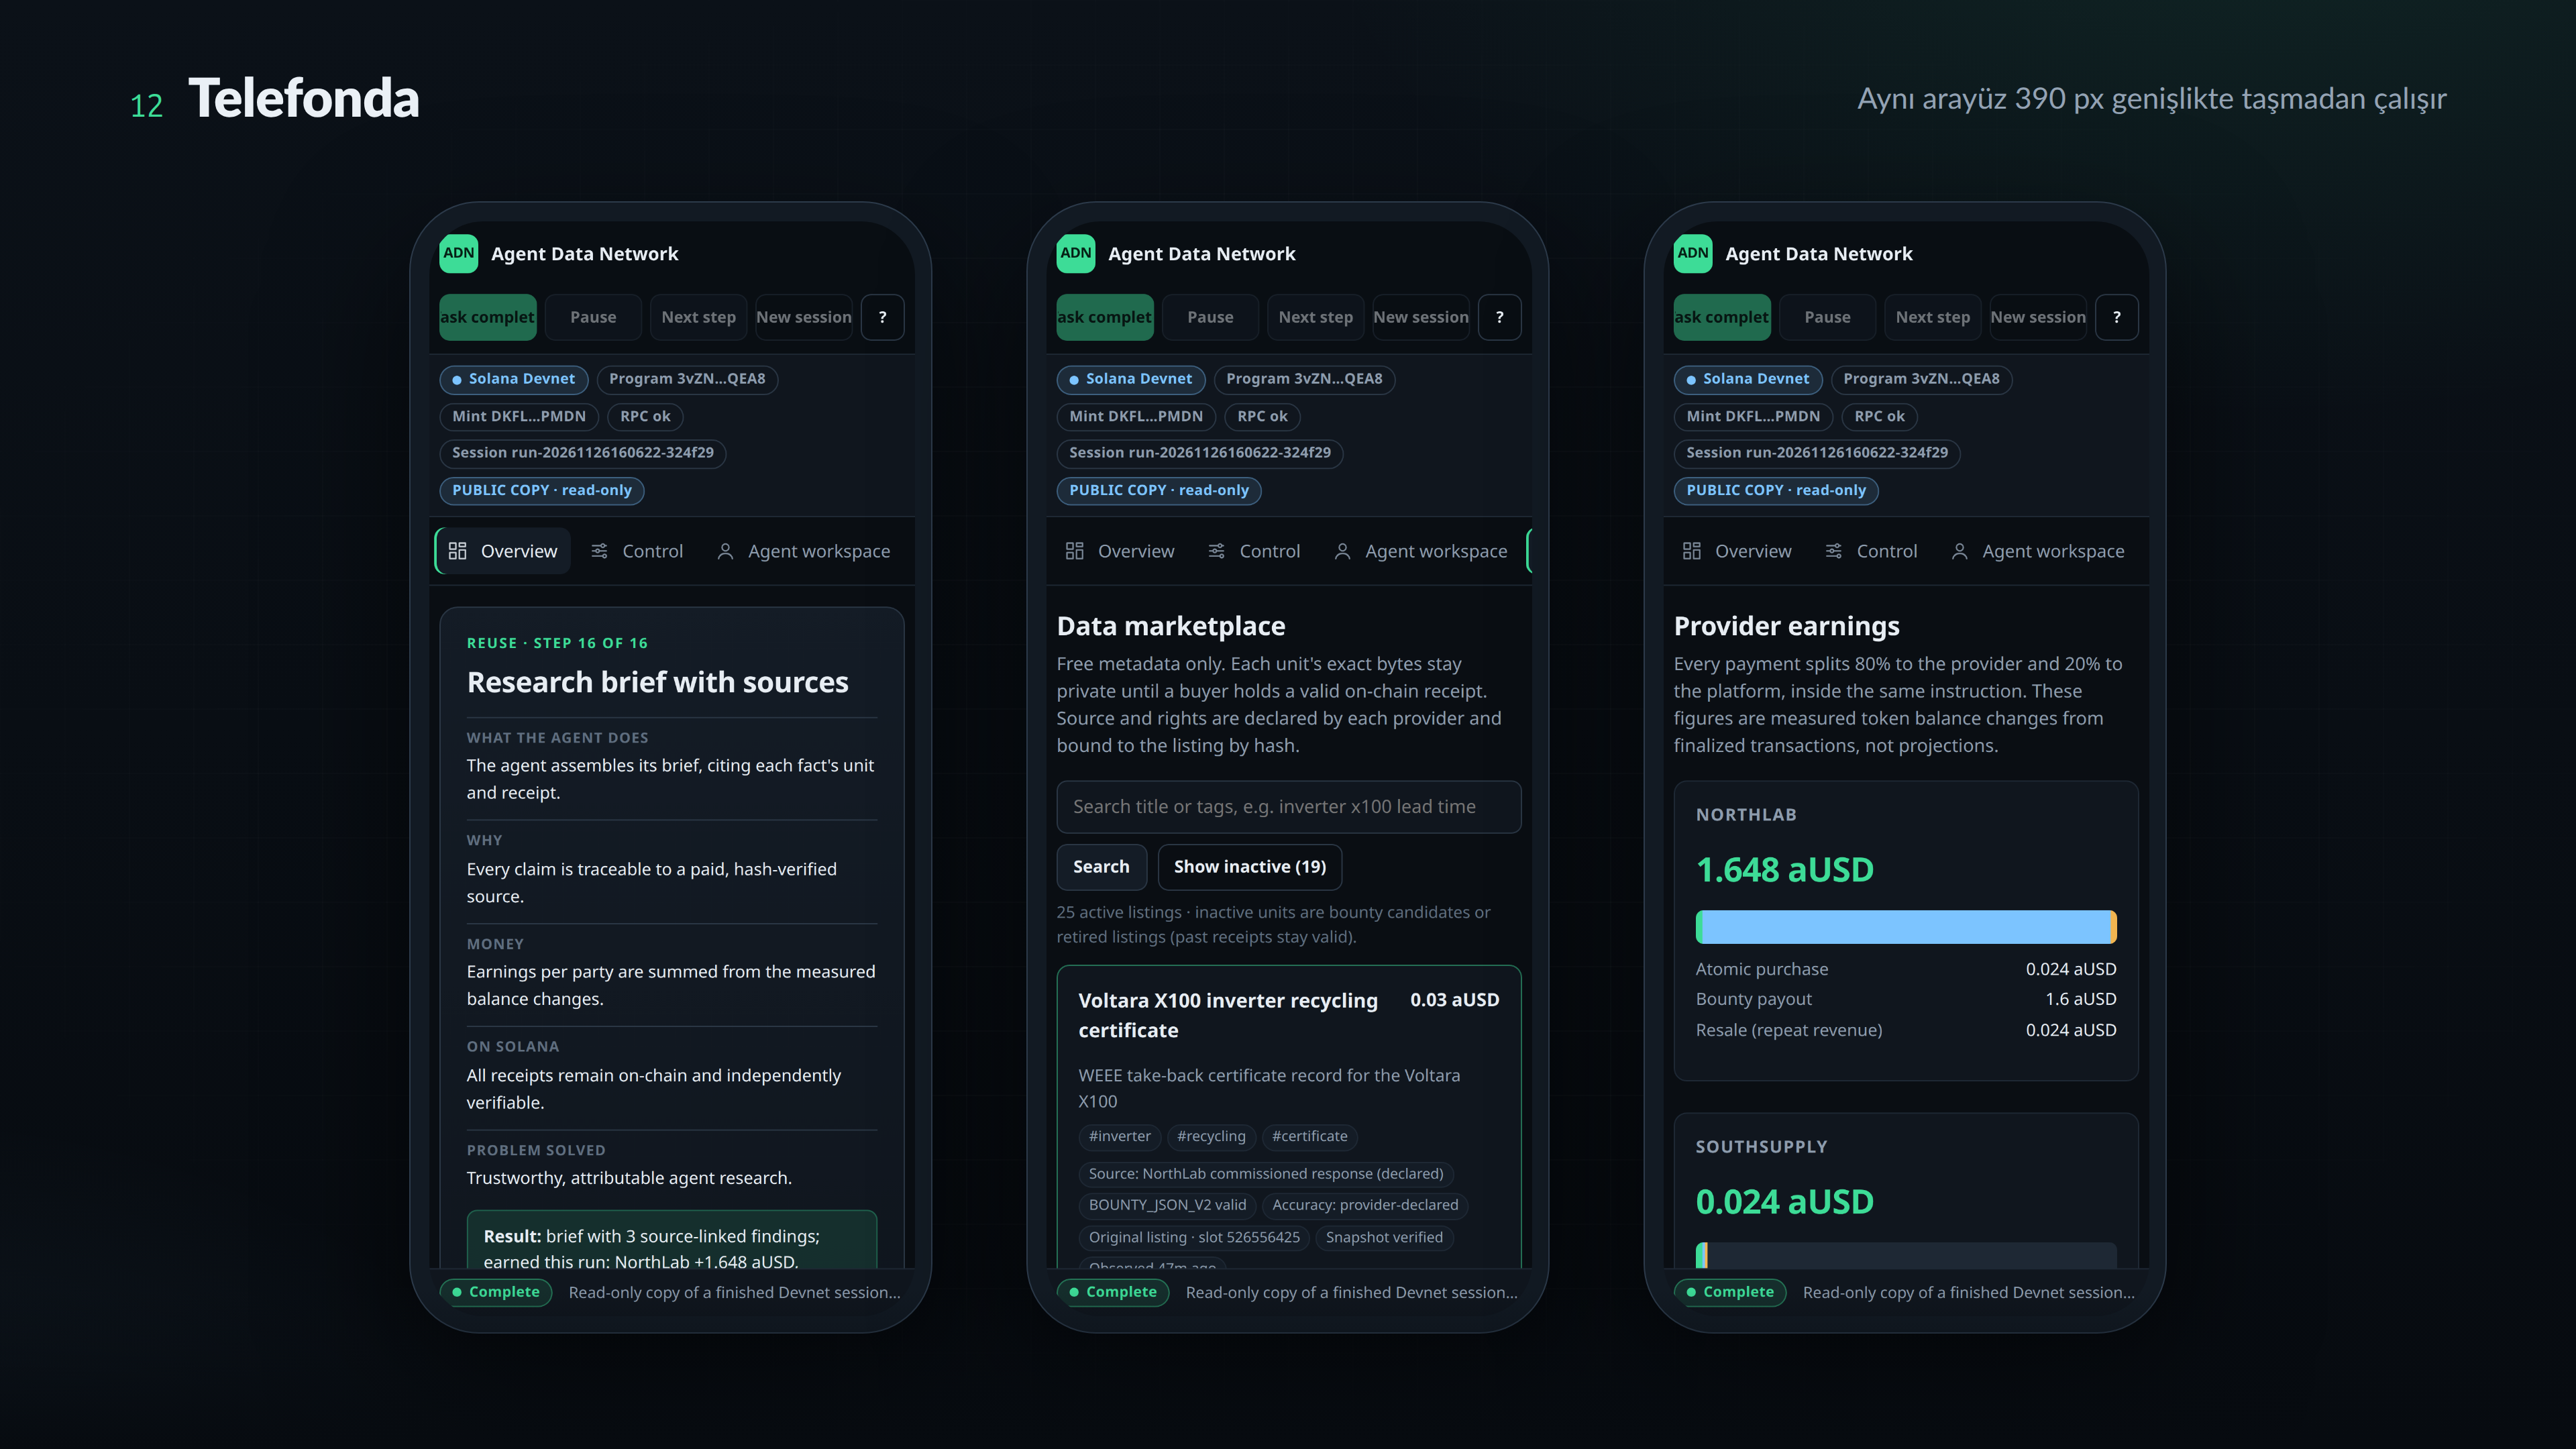 12 Telefonda
Aynı arayüz 390 px genişlikte taşmadan çalışır
ADN Agent Data Network
ask complet Pause Next step New session ?
Solana Devnet Program 3vZN…QEA8
Mint DKFL…PMDN RPC ok
Session run-20261126160622-324f29
PUBLIC COPY · read-only
Overview Control Agent workspace
REUSE · STEP 16 OF 16
Research brief with sources
WHAT THE AGENT DOES
The agent assembles its brief, citing each fact's unit
and receipt.
WHY
Every claim is traceable to a paid, hash-verified
source.
MONEY
Earnings per party are summed from the measured
balance changes.
ON SOLANA
All receipts remain on-chain and independently
verifiable.
PROBLEM SOLVED
Trustworthy, attributable agent research.
Result: brief with 3 source-linked findings;
earned this run: NorthLab +1.648 aUSD,
Complete Read-only copy of a finished Devnet session…
ADN Agent Data Network
ask complet Pause Next step New session ?
Solana Devnet Program 3vZN…QEA8
Mint DKFL…PMDN RPC ok
Session run-20261126160622-324f29
PUBLIC COPY · read-only
Overview Control Agent workspace
Data marketplace
Free metadata only. Each unit's exact bytes stay
private until a buyer holds a valid on-chain receipt.
Source and rights are declared by each provider and
bound to the listing by hash.
Search title or tags, e.g. inverter x100 lead time
Search Show inactive (19)
25 active listings · inactive units are bounty candidates or
retired listings (past receipts stay valid).
Voltara X100 inverter recycling 0.03 aUSD
certificate
WEEE take-back certificate record for the Voltara
X100
#inverter #recycling #certificate
Source: NorthLab commissioned response (declared)
BOUNTY_JSON_V2 valid Accuracy: provider-declared
Original listing · slot 526556425 Snapshot verified
Observed 47m ago
Complete Read-only copy of a finished Devnet session…
ADN Agent Data Network
ask complet Pause Next step New session ?
Solana Devnet Program 3vZN…QEA8
Mint DKFL…PMDN RPC ok
Session run-20261126160622-324f29
PUBLIC COPY · read-only
Overview Control Agent workspace
Provider earnings
Every payment splits 80% to the provider and 20% to
the platform, inside the same instruction. These
figures are measured token balance changes from
finalized transactions, not projections.
NORTHLAB
1.648 aUSD
Atomic purchase 0.024 aUSD
Bounty payout 1.6 aUSD
Resale (repeat revenue) 0.024 aUSD
SOUTHSUPPLY
0.024 aUSD
Complete Read-only copy of a finished Devnet session…